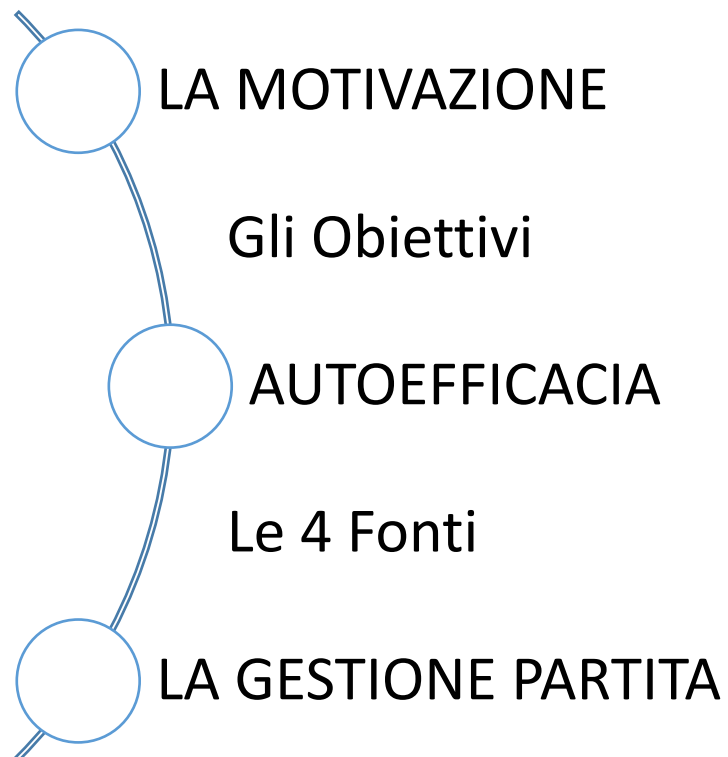 LA MOTIVAZIONE
Gli Obiettivi
AUTOEFFICACIA
Le 4 Fonti
LA GESTIONE PARTITA